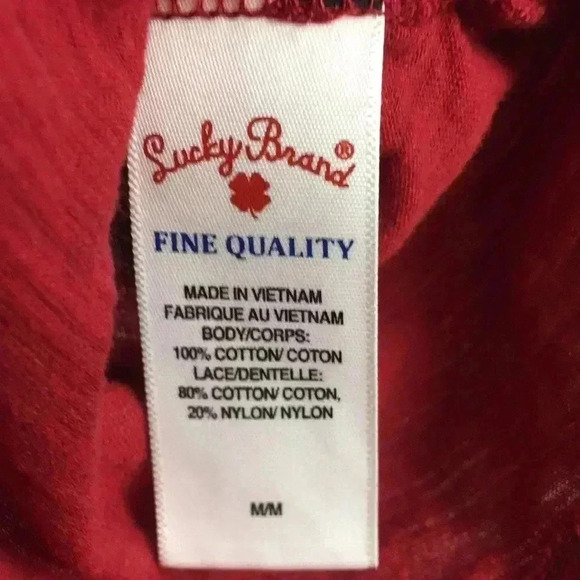 Lucky Brand®
FINE QUALITY
MADE IN VIETNAM
FABRIQUE AU VIETNAM
BODY/CORPS:
100% COTTON/ COTON
LACE/DENTELLE:
80% COTTON/ COTON,
20% NYLON/ NYLON
M/M